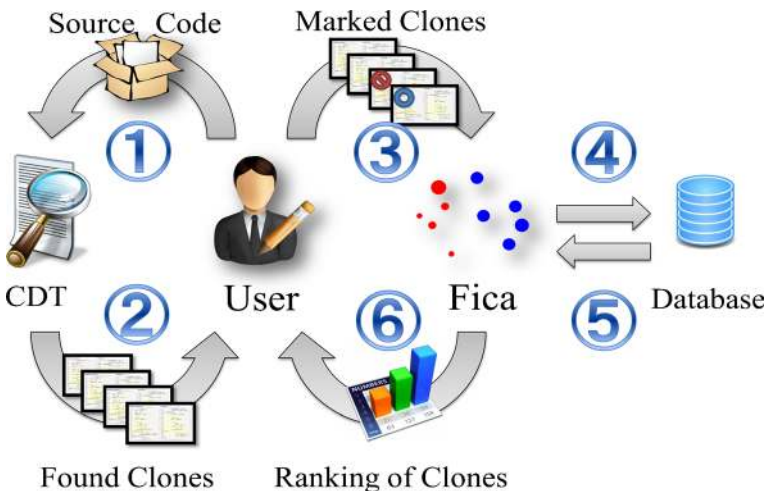 Source Code
Marked Clones
1
3
4
CDT
User
Fica
Database
2
6
5
NUMBERS
Found Clones
Ranking of Clones